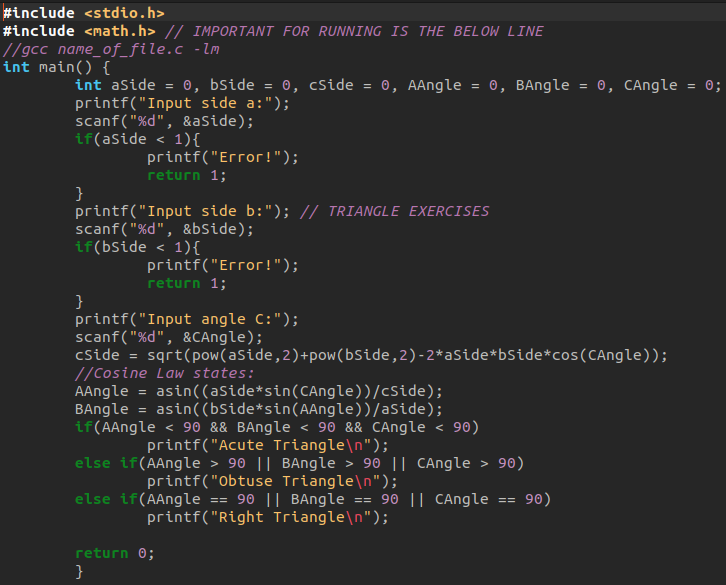 #include <stdio.h>
#include <math.h> // IMPORTANT FOR RUNNING IS THE BELOW LINE
//gcc name_of_file.c -lm
int main() {
        int aSide = 0, bSide = 0, cSide = 0, AAngle = 0, BAngle = 0, CAngle = 0;
        printf("Input side a:");
        scanf("%d", &aSide);
        if(aSide < 1){
                printf("Error!");
                return 1;
        }
        printf("Input side b:"); // TRIANGLE EXERCISES
        scanf("%d", &bSide);
        if(bSide < 1){
                printf("Error!");
                return 1;
        }
        printf("Input angle C:");
        scanf("%d", &CAngle);
        cSide = sqrt(pow(aSide,2)+pow(bSide,2)-2*aSide*bSide*cos(CAngle));
        //Cosine Law states:
        AAngle = asin((aSide*sin(CAngle))/cSide);
        BAngle = asin((bSide*sin(AAngle))/aSide);
        if(AAngle < 90 && BAngle < 90 && CAngle < 90)
                printf("Acute Triangle\n");
        else if(AAngle > 90 || BAngle > 90 || CAngle > 90)
                printf("Obtuse Triangle\n");
        else if(AAngle == 90 || BAngle == 90 || CAngle == 90)
                printf("Right Triangle\n");

        return 0;
        }